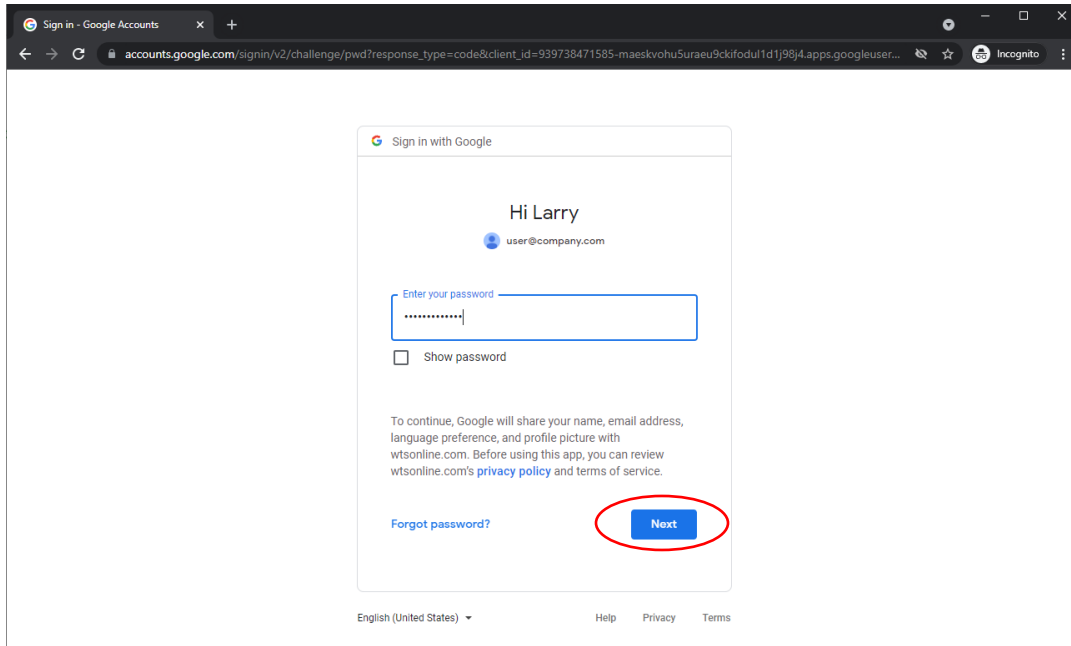 Sign in - Google Accounts
accounts.google.com/signin/v2/challenge/pwd?response_type=code&client_id=939738471585-maeskvohu5uraeu9ckifodul1d1j98j4.apps.googleuser... Incognito
Sign in with Google
Hi Larry
user@company.com
Enter your password
•••••••••••••
Show password
To continue, Google will share your name, email address,
language preference, and profile picture with
wtsonline.com. Before using this app, you can review
wtsonline.com's privacy policy and terms of service.
Forgot password? Next
English (United States) Help Privacy Terms